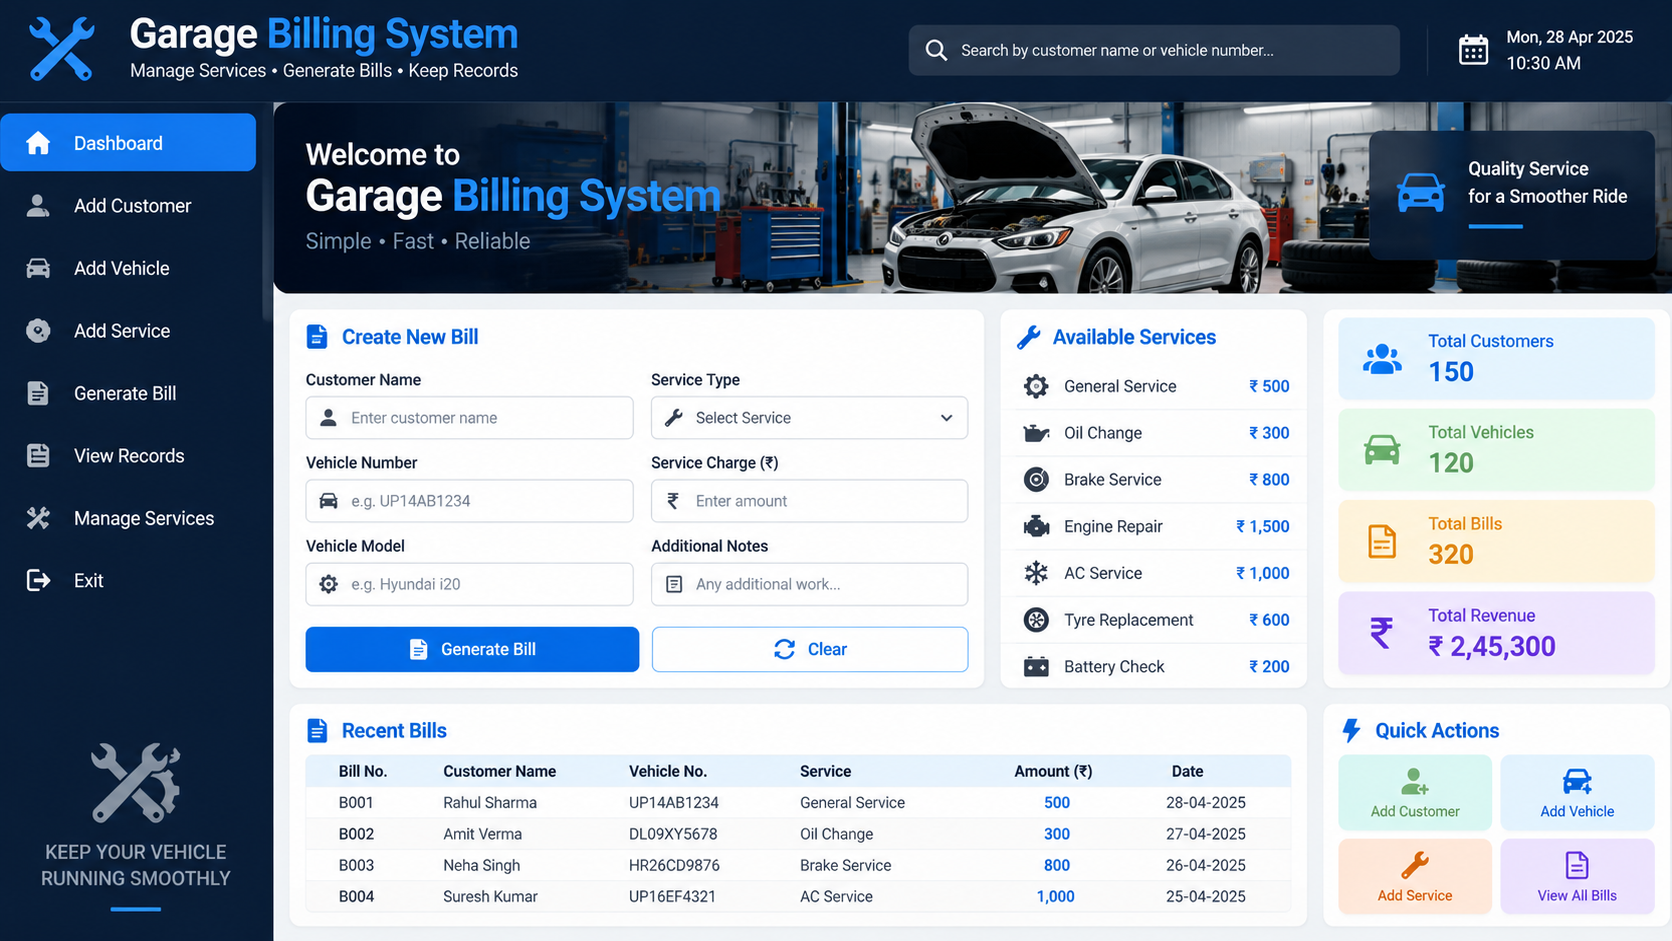 Garage Billing System
Manage Services • Generate Bills • Keep Records
Search by customer name or vehicle number...
Mon, 28 Apr 2025
10:30 AM
Dashboard
Add Customer
Add Vehicle
Add Service
Generate Bill
View Records
Manage Services
Exit
KEEP YOUR VEHICLE
RUNNING SMOOTHLY
Welcome to
Garage Billing System
Simple • Fast • Reliable
Quality Service
for a Smoother Ride
Create New Bill
Customer Name
Enter customer name
Service Type
Select Service
Vehicle Number
e.g. UP14AB1234
Service Charge (₹)
₹ Enter amount
Vehicle Model
e.g. Hyundai i20
Additional Notes
Any additional work...
Generate Bill
Clear
Available Services
General Service ₹ 500
Oil Change ₹ 300
Brake Service ₹ 800
Engine Repair ₹ 1,500
AC Service ₹ 1,000
Tyre Replacement ₹ 600
Battery Check ₹ 200
Total Customers
150
Total Vehicles
120
Total Bills
320
Total Revenue
₹ ₹ 2,45,300
Recent Bills
Bill No. Customer Name Vehicle No. Service Amount (₹) Date
B001 Rahul Sharma UP14AB1234 General Service 500 28-04-2025
B002 Amit Verma DL09XY5678 Oil Change 300 27-04-2025
B003 Neha Singh HR26CD9876 Brake Service 800 26-04-2025
B004 Suresh Kumar UP16EF4321 AC Service 1,000 25-04-2025
Quick Actions
Add Customer
Add Vehicle
Add Service
View All Bills